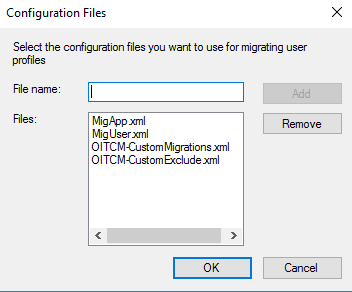 Configuration Files
Select the configuration files you want to use for migrating user
profiles
File name:
Add
Files:
MigApp.xml
MigUser.xml
OITCM-CustomMigrations.xml
OITCM-CustomExclude.xml
Remove
OK
Cancel